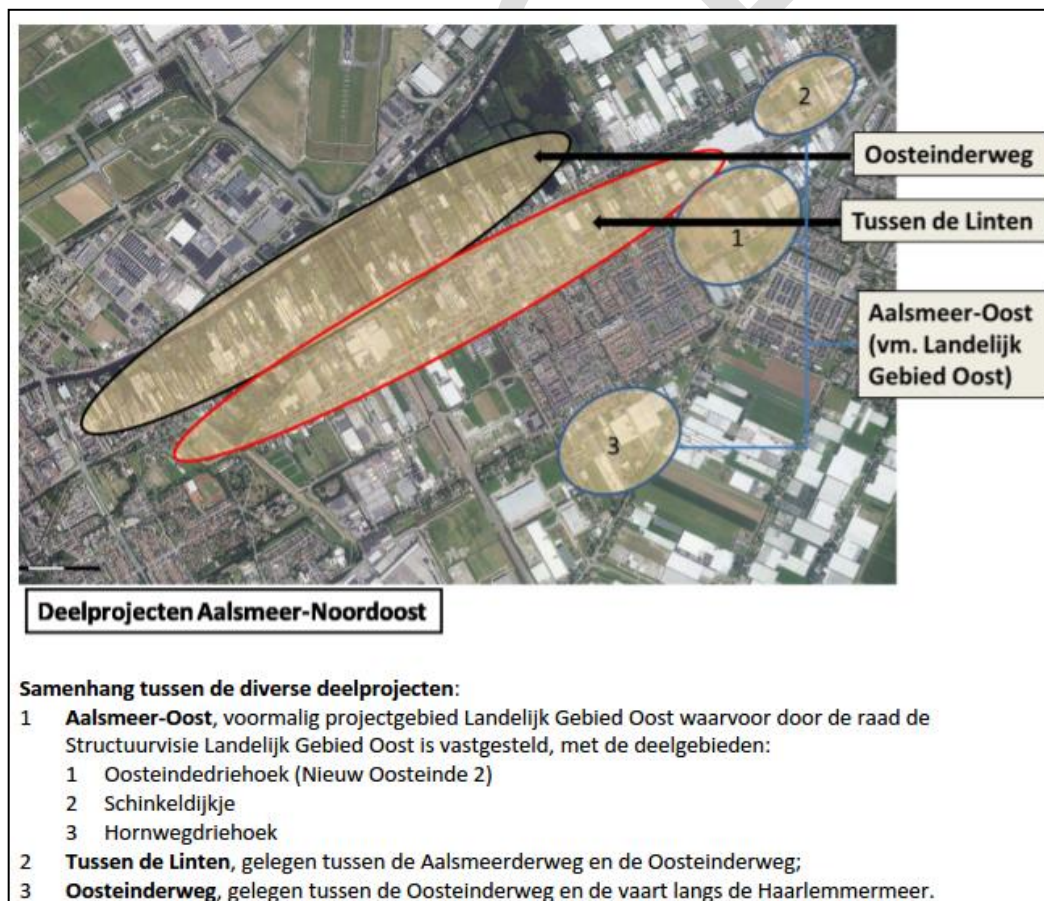 2
Oosteinderweg
Tussen de Linten
1
Aalsmeer-Oost
(vm. Landelijk
Gebied Oost)
3
Deelprojecten Aalsmeer-Noordoost
Samenhang tussen de diverse deelprojecten:
1 Aalsmeer-Oost, voormalig projectgebied Landelijk Gebied Oost waarvoor door de raad de
Structuurvisie Landelijk Gebied Oost is vastgesteld, met de deelgebieden:
1 Oosteindedriehoek (Nieuw Oosteinde 2)
2 Schinkeldijkje
3 Hornwegdriehoek
2 Tussen de Linten, gelegen tussen de Aalsmeerderweg en de Oosteinderweg;
3 Oosteinderweg, gelegen tussen de Oosteinderweg en de vaart langs de Haarlemmermeer.